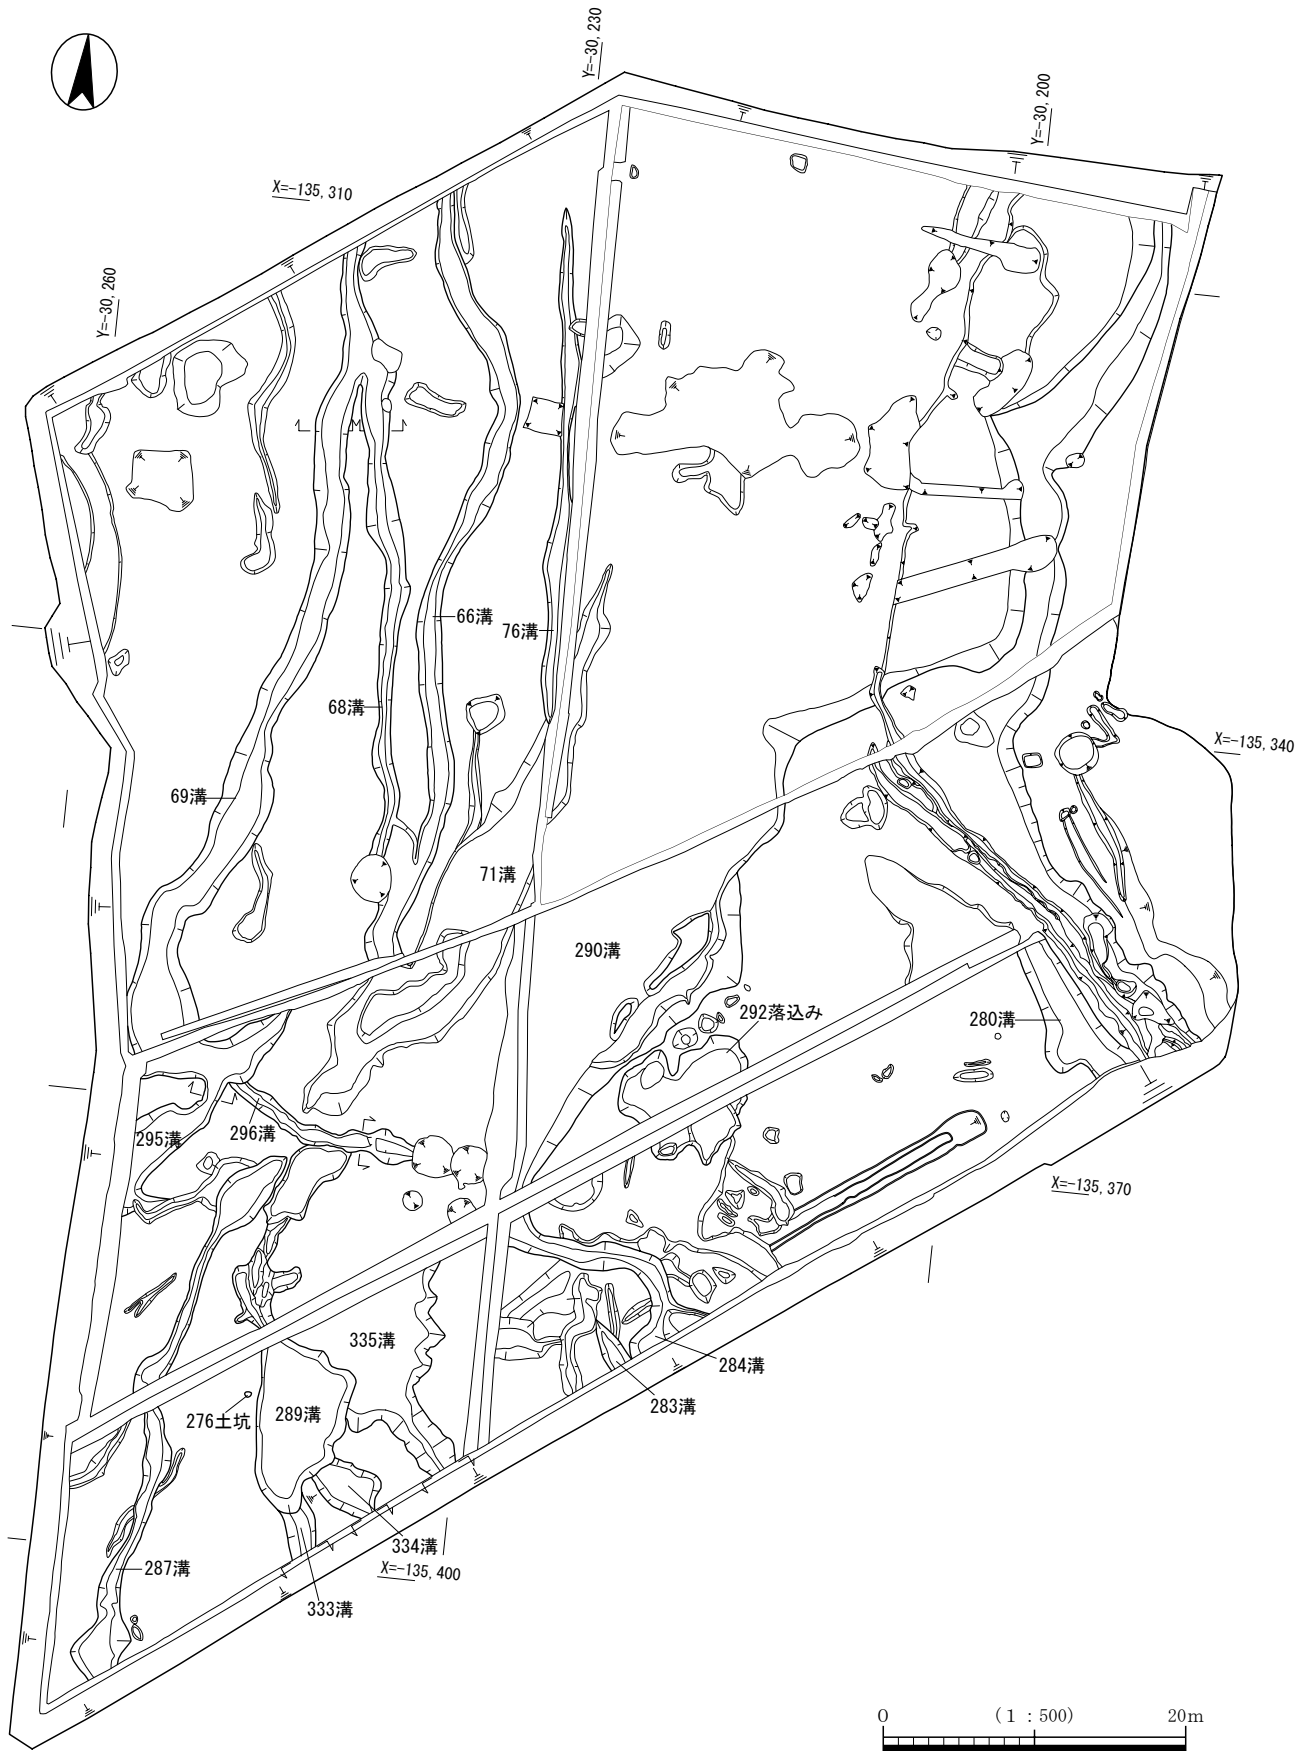 Y=-30,230
Y=-30,200
X=-135,310
Y=-30,260
66溝
76溝
68溝
X=-135,340
69溝
71溝
290溝
292落込み
280溝
295溝
296溝
X=-135,370
335溝
284溝
283溝
276土坑
289溝
334溝
X=-135,400
287溝
333溝
0 (1：500) 20m